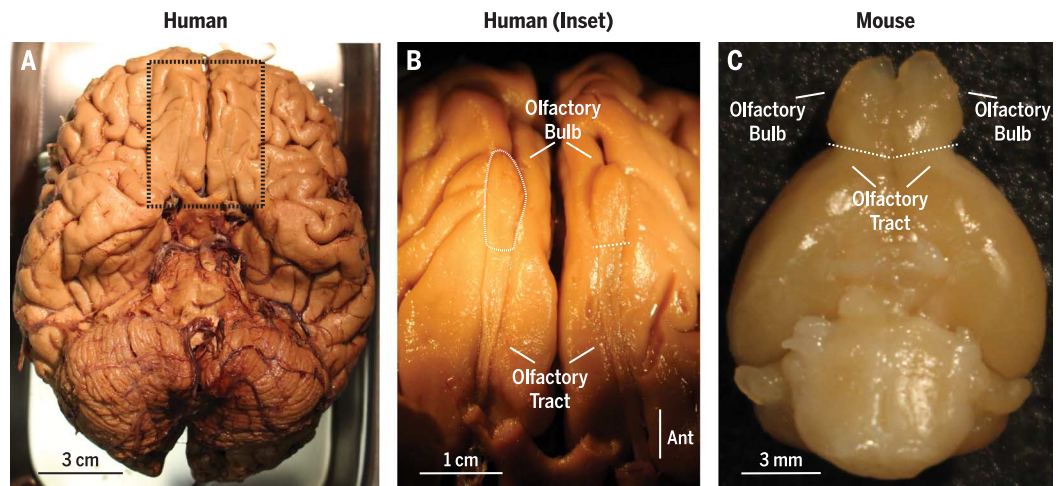 Human
Human (Inset)
Mouse
A
B
C
Olfactory
Bulb
Olfactory
Tract
Ant
3 cm
1 cm
Olfactory
Bulb
Olfactory
Bulb
Olfactory
Tract
3 mm